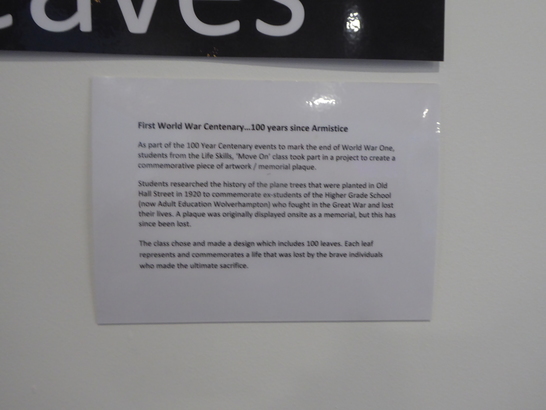 eaves
First World War Centenary...100 years since Armistice
As part of the 100 Year Centenary events to mark the end of World War One,
students from the Life Skills, 'Move On' class took part in a project to create a
commemorative piece of artwork / memorial plaque.
Students researched the history of the plane trees that were planted in Old
Hall Street in 1920 to commemorate ex-students of the Higher Grade School
(now Adult Education Wolverhampton) who fought in the Great War and lost
their lives. A plaque was originally displayed onsite as a memorial, but this has
since been lost.
The class chose and made a design which includes 100 leaves. Each leaf
represents and commemorates a life that was lost by the brave individuals
who made the ultimate sacrifice.